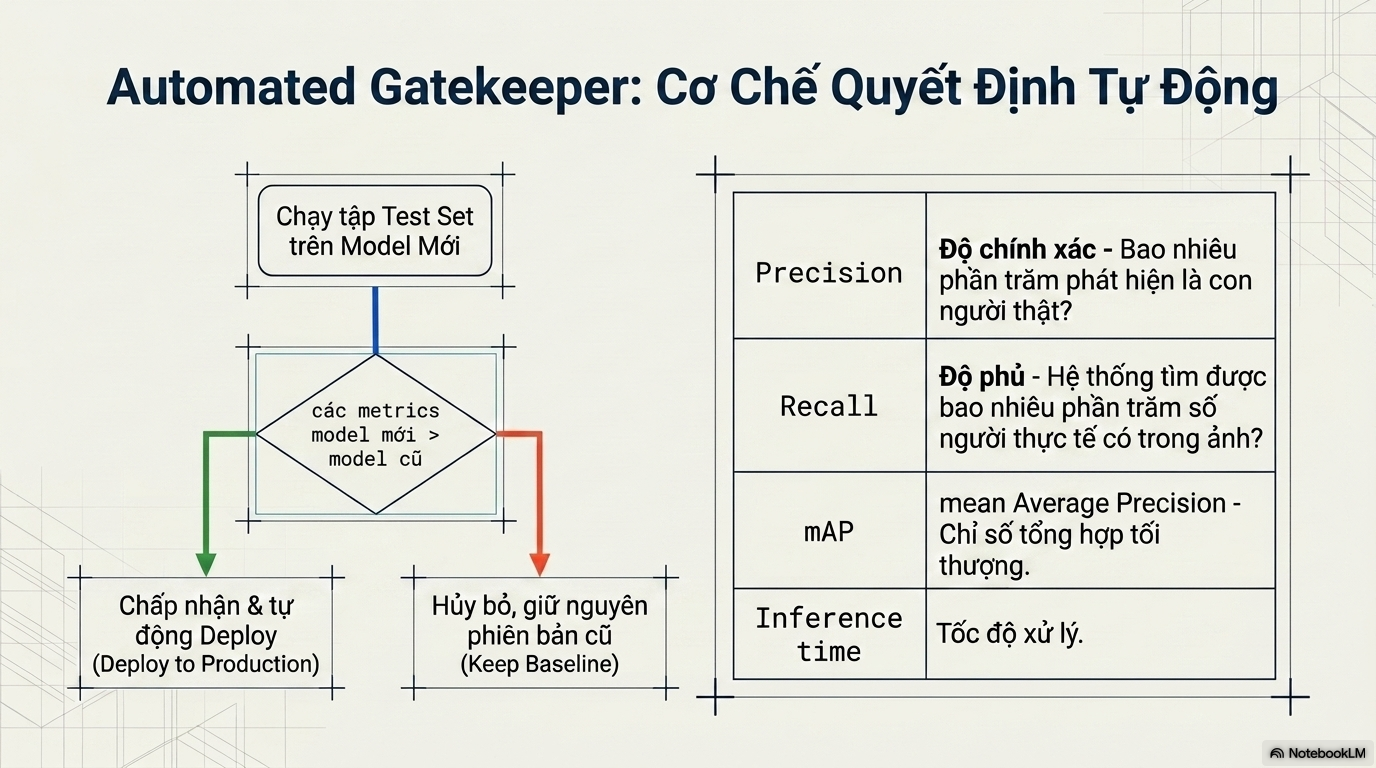 Automated Gatekeeper: Cơ Chế Quyết Định Tự Động
Chạy tập Test Set
trên Model Mới
các metrics
model mới >
model cũ
Chấp nhận & tự
động Deploy
(Deploy to Production)
Hủy bỏ, giữ nguyên
phiên bản cũ
(Keep Baseline)
Precision
Độ chính xác - Bao nhiêu
phần trăm phát hiện là con
người thật?
Recall
Độ phủ - Hệ thống tìm được
bao nhiêu phần trăm số
người thực tế có trong ảnh?
mAP
mean Average Precision -
Chỉ số tổng hợp tối
thượng.
Inference
time
Tốc độ xử lý.
NotebookLM